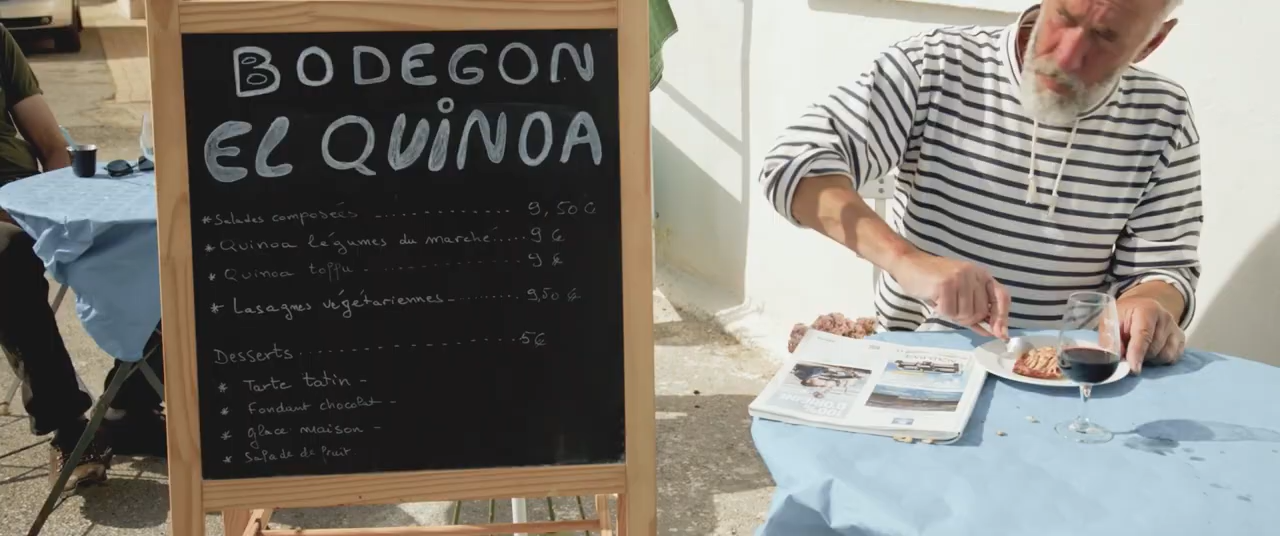 BODEGON
EL QUiNOA
*Salades composées ............ 9,50€
*Quinoa légumes du marché..... 9€
*Quinoa toffu ............ 9€
*Lasagnes végétariennes ........ 9,50€
Desserts .................. 5€
* Tarte tatin -
* Fondant chocolat -
* glace maison -
* Salade de fruit